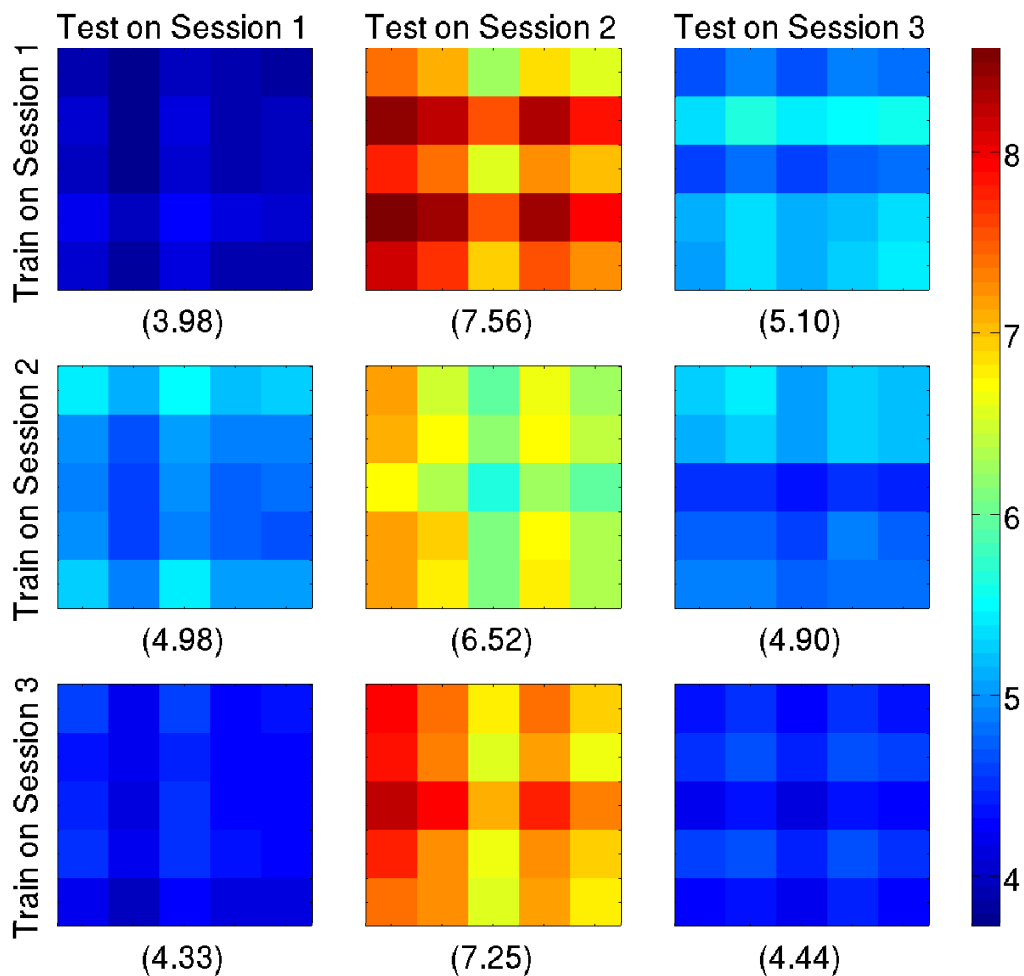 Test on Session 1 Test on Session 2 Test on Session 3
Train on Session 1
(3.98) (7.56) (5.10)
Train on Session 2
(4.98) (6.52) (4.90)
Train on Session 3
(4.33) (7.25) (4.44)
8
7
6
5
4